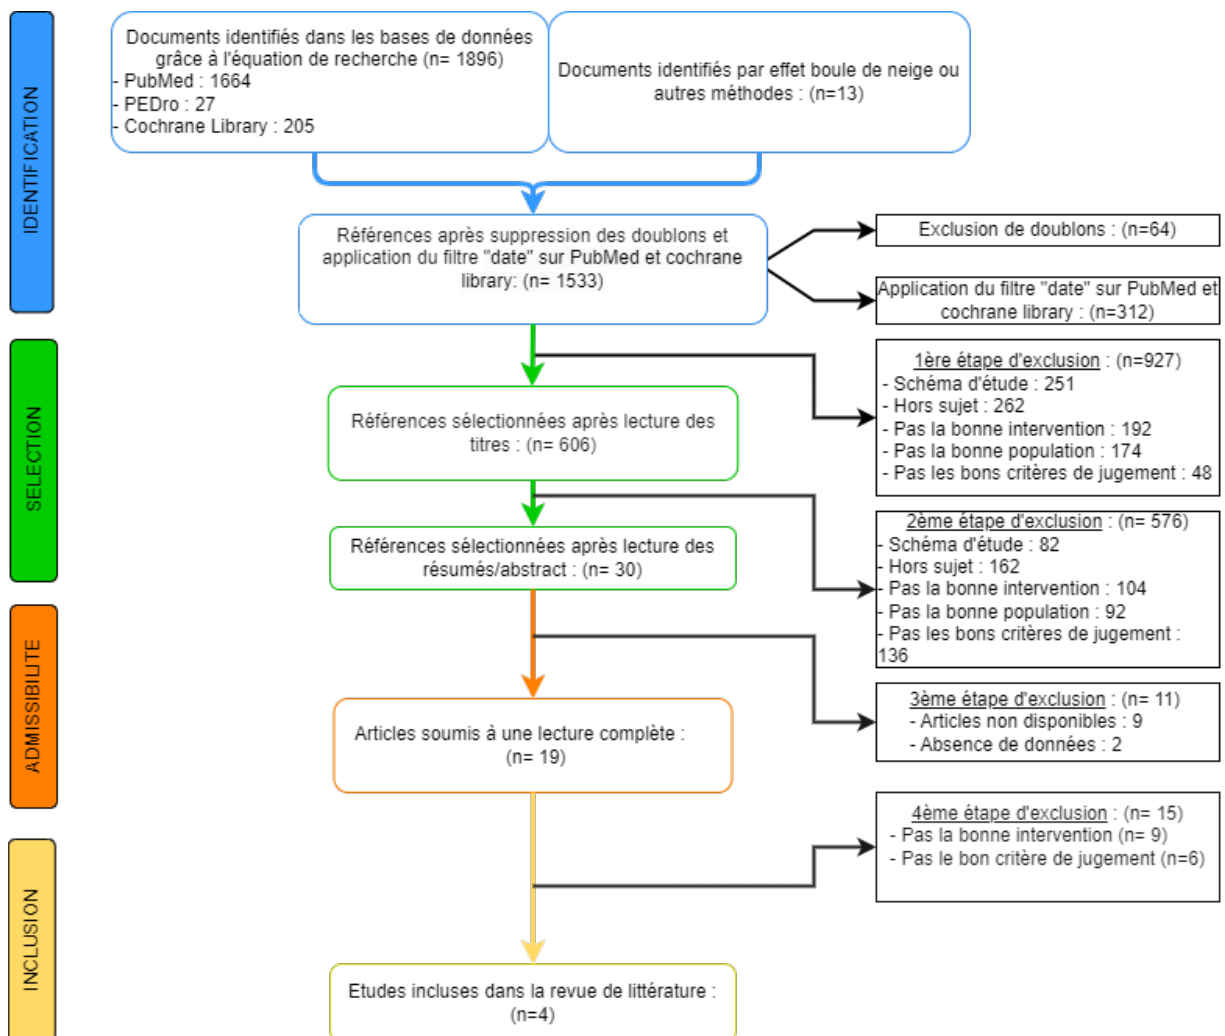 IDENTIFICATION
Documents identifiés dans les bases de données
grâce à l'équation de recherche (n= 1896)
- PubMed : 1664
- PEDro : 27
- Cochrane Library : 205
Documents identifiés par effet boule de neige ou
autres méthodes : (n=13)
Références après suppression des doublons et
application du filtre "date" sur PubMed et cochrane
library: (n= 1533)
Exclusion de doublons : (n=64)
Application du filtre "date" sur PubMed et
cochrane library : (n=312)
SELECTION
1ère étape d'exclusion : (n=927)
- Schéma d'étude : 251
- Hors sujet : 262
- Pas la bonne intervention : 192
- Pas la bonne population : 174
- Pas les bons critères de jugement : 48
Références sélectionnées après lecture des
titres : (n= 606)
2ème étape d'exclusion : (n= 576)
- Schéma d'étude : 82
- Hors sujet : 162
- Pas la bonne intervention : 104
- Pas la bonne population : 92
- Pas les bons critères de jugement :
136
Références sélectionnées après lecture des
résumés/abstract : (n= 30)
ADMISSIBILITE
3ème étape d'exclusion : (n= 11)
- Articles non disponibles : 9
- Absence de données : 2
Articles soumis à une lecture complète :
(n= 19)
INCLUSION
4ème étape d'exclusion : (n= 15)
- Pas la bonne intervention (n= 9)
- Pas le bon critère de jugement (n=6)
Etudes incluses dans la revue de littérature :
(n=4)